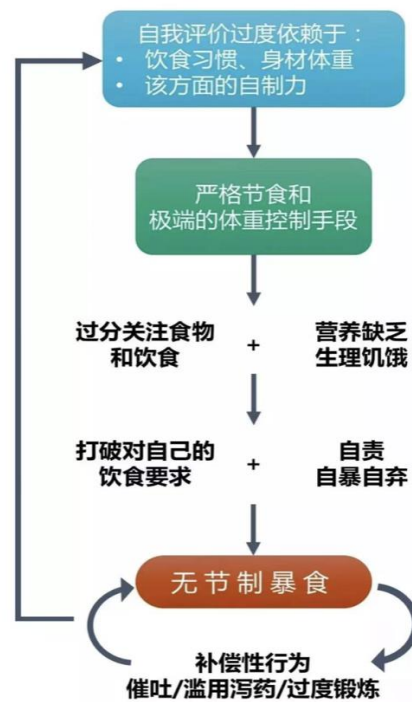 自我评价过度依赖于：
• 饮食习惯、身材体重
• 该方面的自制力
严格节食和
极端的体重控制手段
过分关注食物
和饮食
+
营养缺乏
生理饥饿
打破对自己的
饮食要求
+
自责
自暴自弃
无节制暴食
补偿性行为
催吐/滥用泻药/过度锻炼